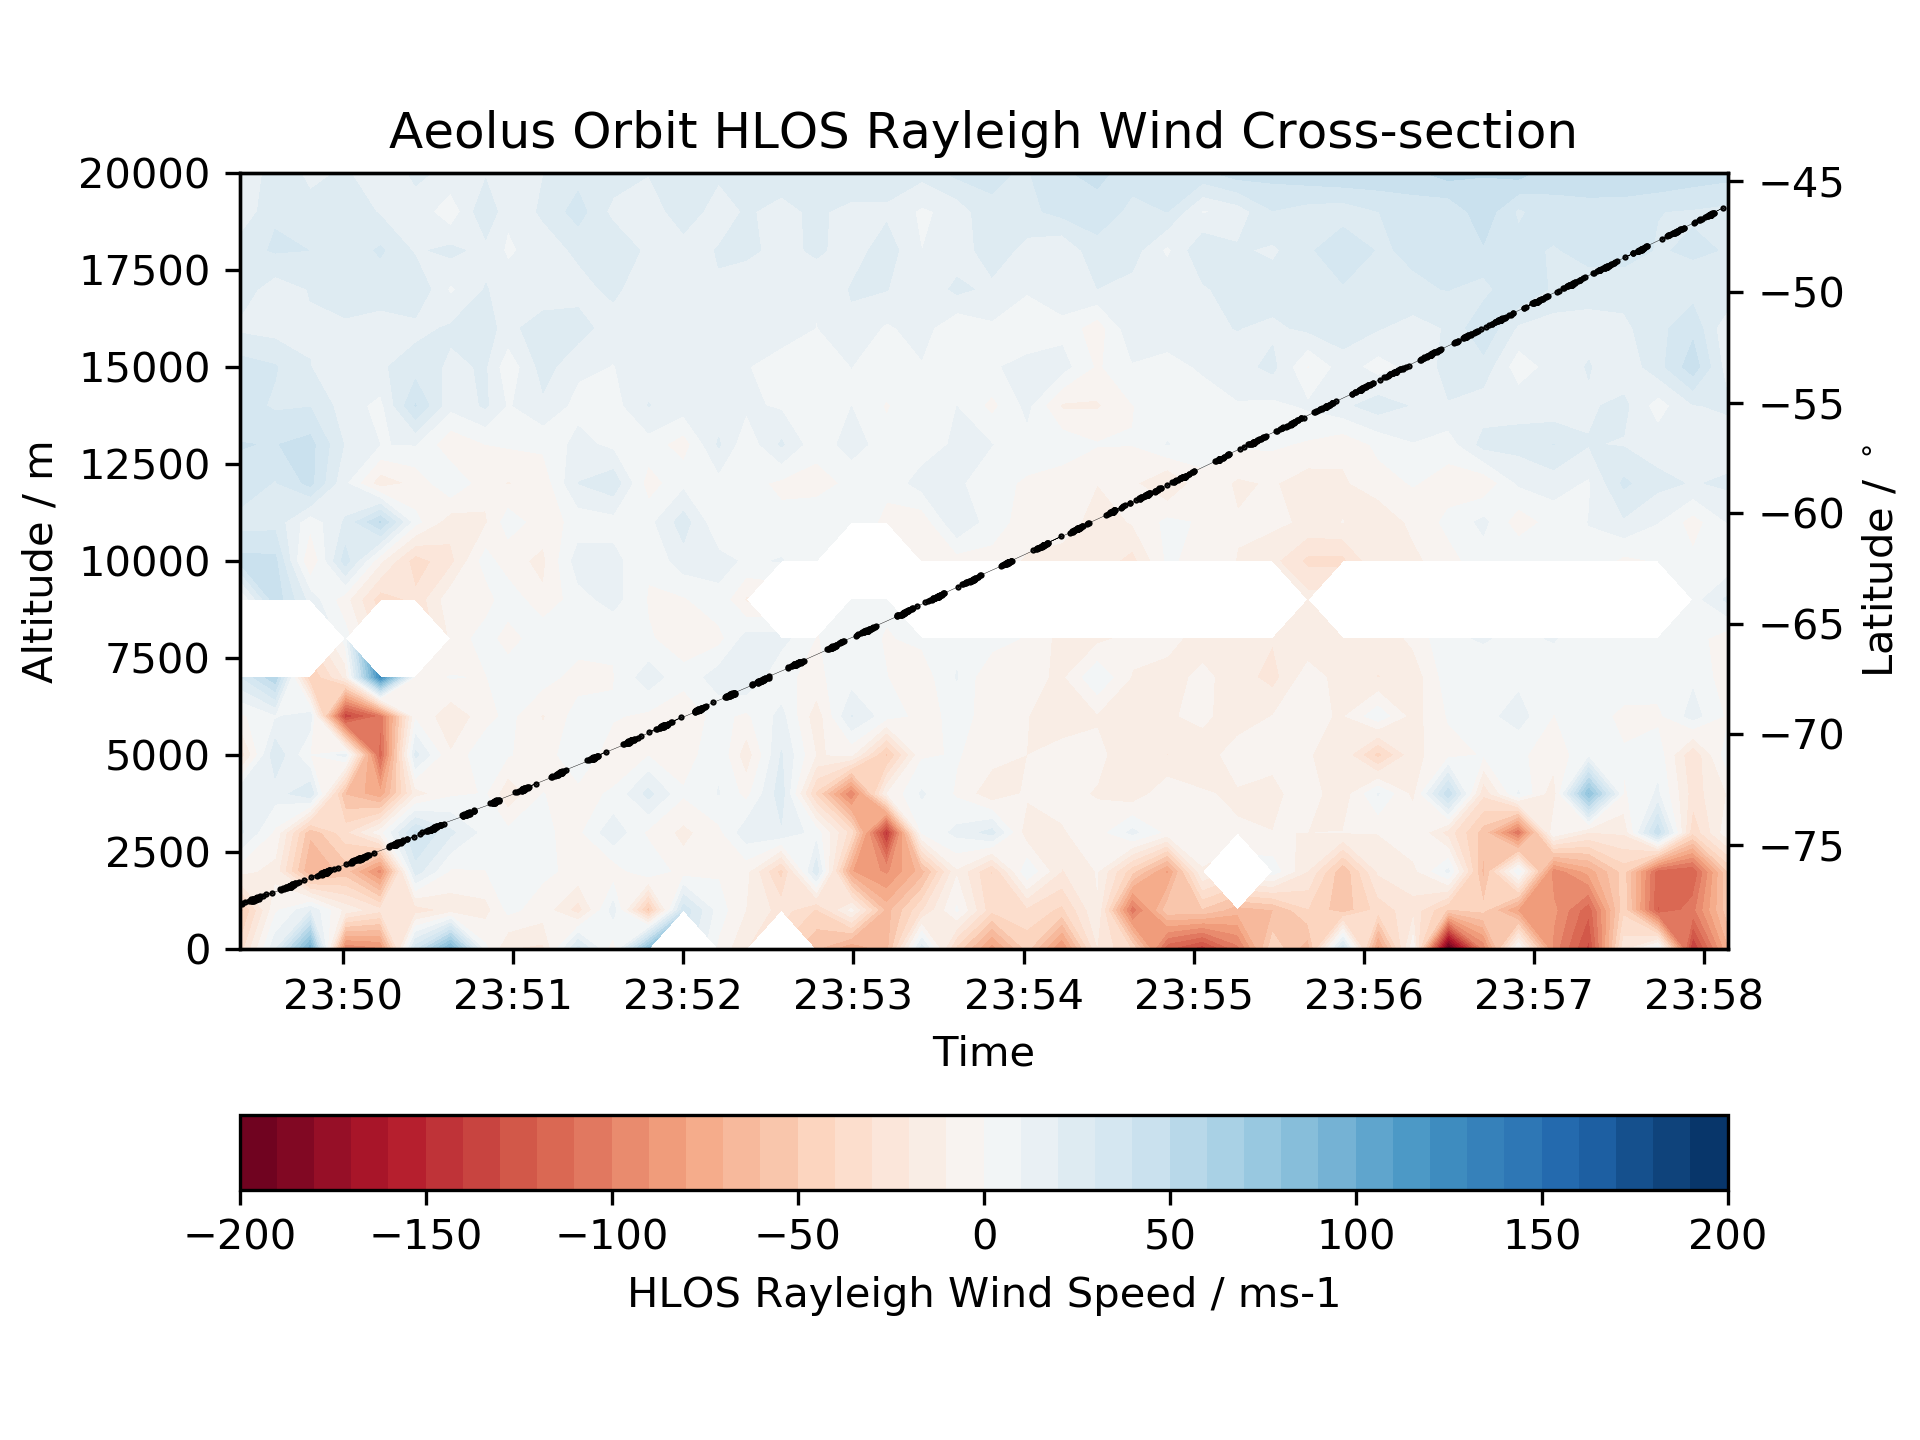 Aeolus Orbit HLOS Rayleigh Wind Cross-section
20000
17500
15000
12500
10000
7500
5000
2500
0
Altitude / m
−45
−50
−55
−60
−65
−70
−75
Latitude / °
23:50 23:51 23:52 23:53 23:54 23:55 23:56 23:57 23:58
Time
−200 −150 −100 −50 0 50 100 150 200
HLOS Rayleigh Wind Speed / ms-1